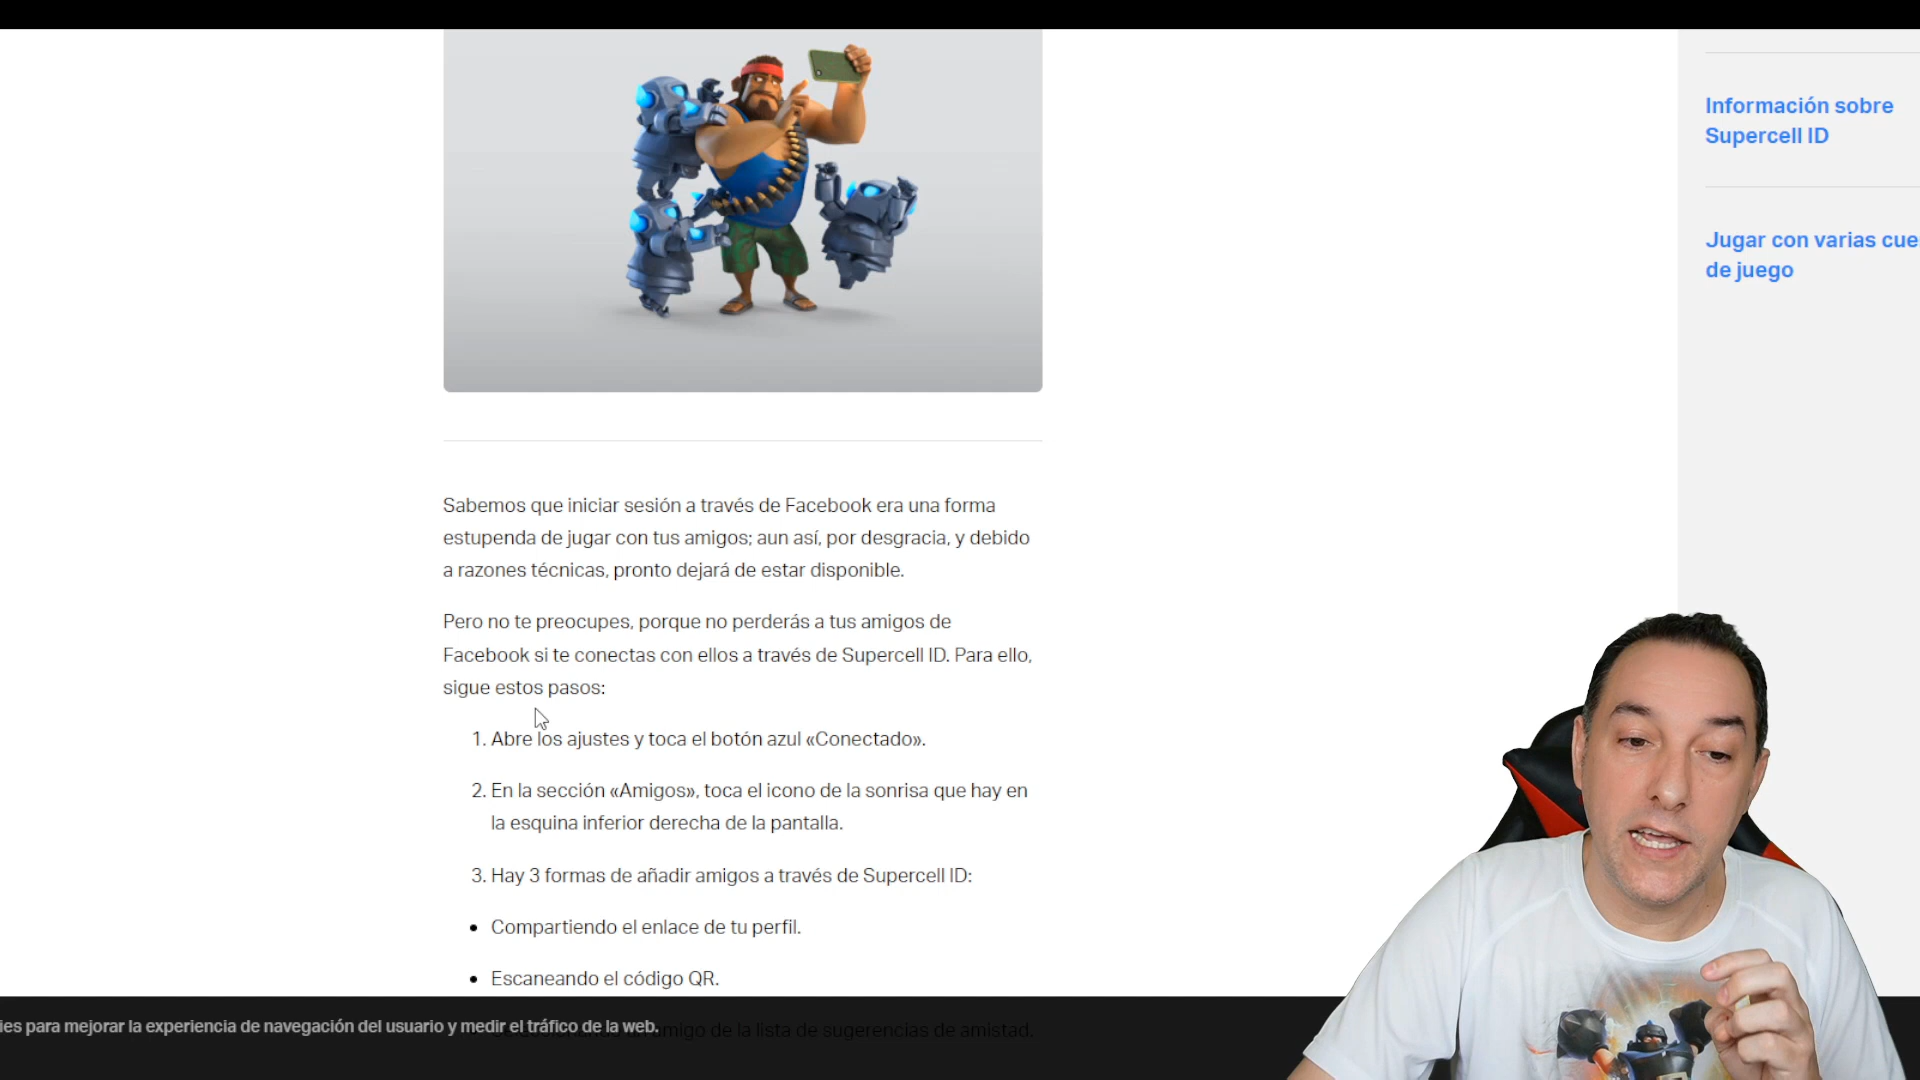 Información sobre
Supercell ID
Jugar con varias cue
de juego
Sabemos que iniciar sesión a través de Facebook era una forma
estupenda de jugar con tus amigos; aun así, por desgracia, y debido
a razones técnicas, pronto dejará de estar disponible.
Pero no te preocupes, porque no perderás a tus amigos de
Facebook si te conectas con ellos a través de Supercell ID. Para ello,
sigue estos pasos:
1. Abre los ajustes y toca el botón azul «Conectado».
2. En la sección «Amigos», toca el icono de la sonrisa que hay en
la esquina inferior derecha de la pantalla.
3. Hay 3 formas de añadir amigos a través de Supercell ID:
• Compartiendo el enlace de tu perfil.
• Escaneando el código QR.
ies para mejorar la experiencia de navegación del usuario y medir el tráfico de la web.
amigo de la lista de sugerencias de amistad.